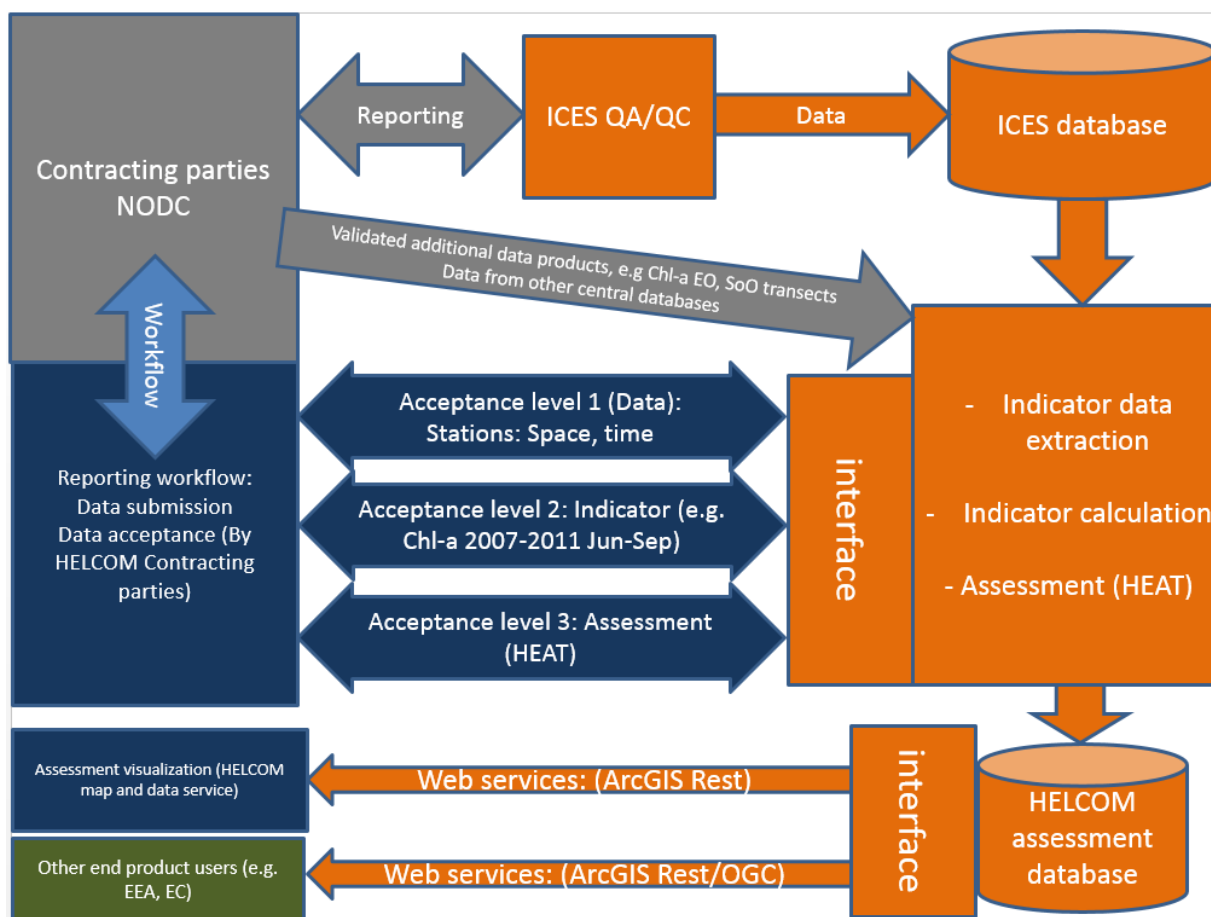 Contracting parties
NODC
Reporting
ICES QA/QC
Data
ICES database
Validated additional data products, e.g Chl-a EO, SoO transects
Data from other central databases
Workflow
Reporting workflow:
Data submission
Data acceptance (By
HELCOM Contracting
parties)
Acceptance level 1 (Data):
Stations: Space, time
Acceptance level 2: Indicator (e.g.
Chl-a 2007-2011 Jun-Sep)
Acceptance level 3: Assessment
(HEAT)
interface
- Indicator data
extraction
- Indicator calculation
- Assessment (HEAT)
Assessment visualization (HELCOM
map and data service)
Web services: (ArcGIS Rest)
Other end product users (e.g.
EEA, EC)
Web services: (ArcGIS Rest/OGC)
interface
HELCOM
assessment
database